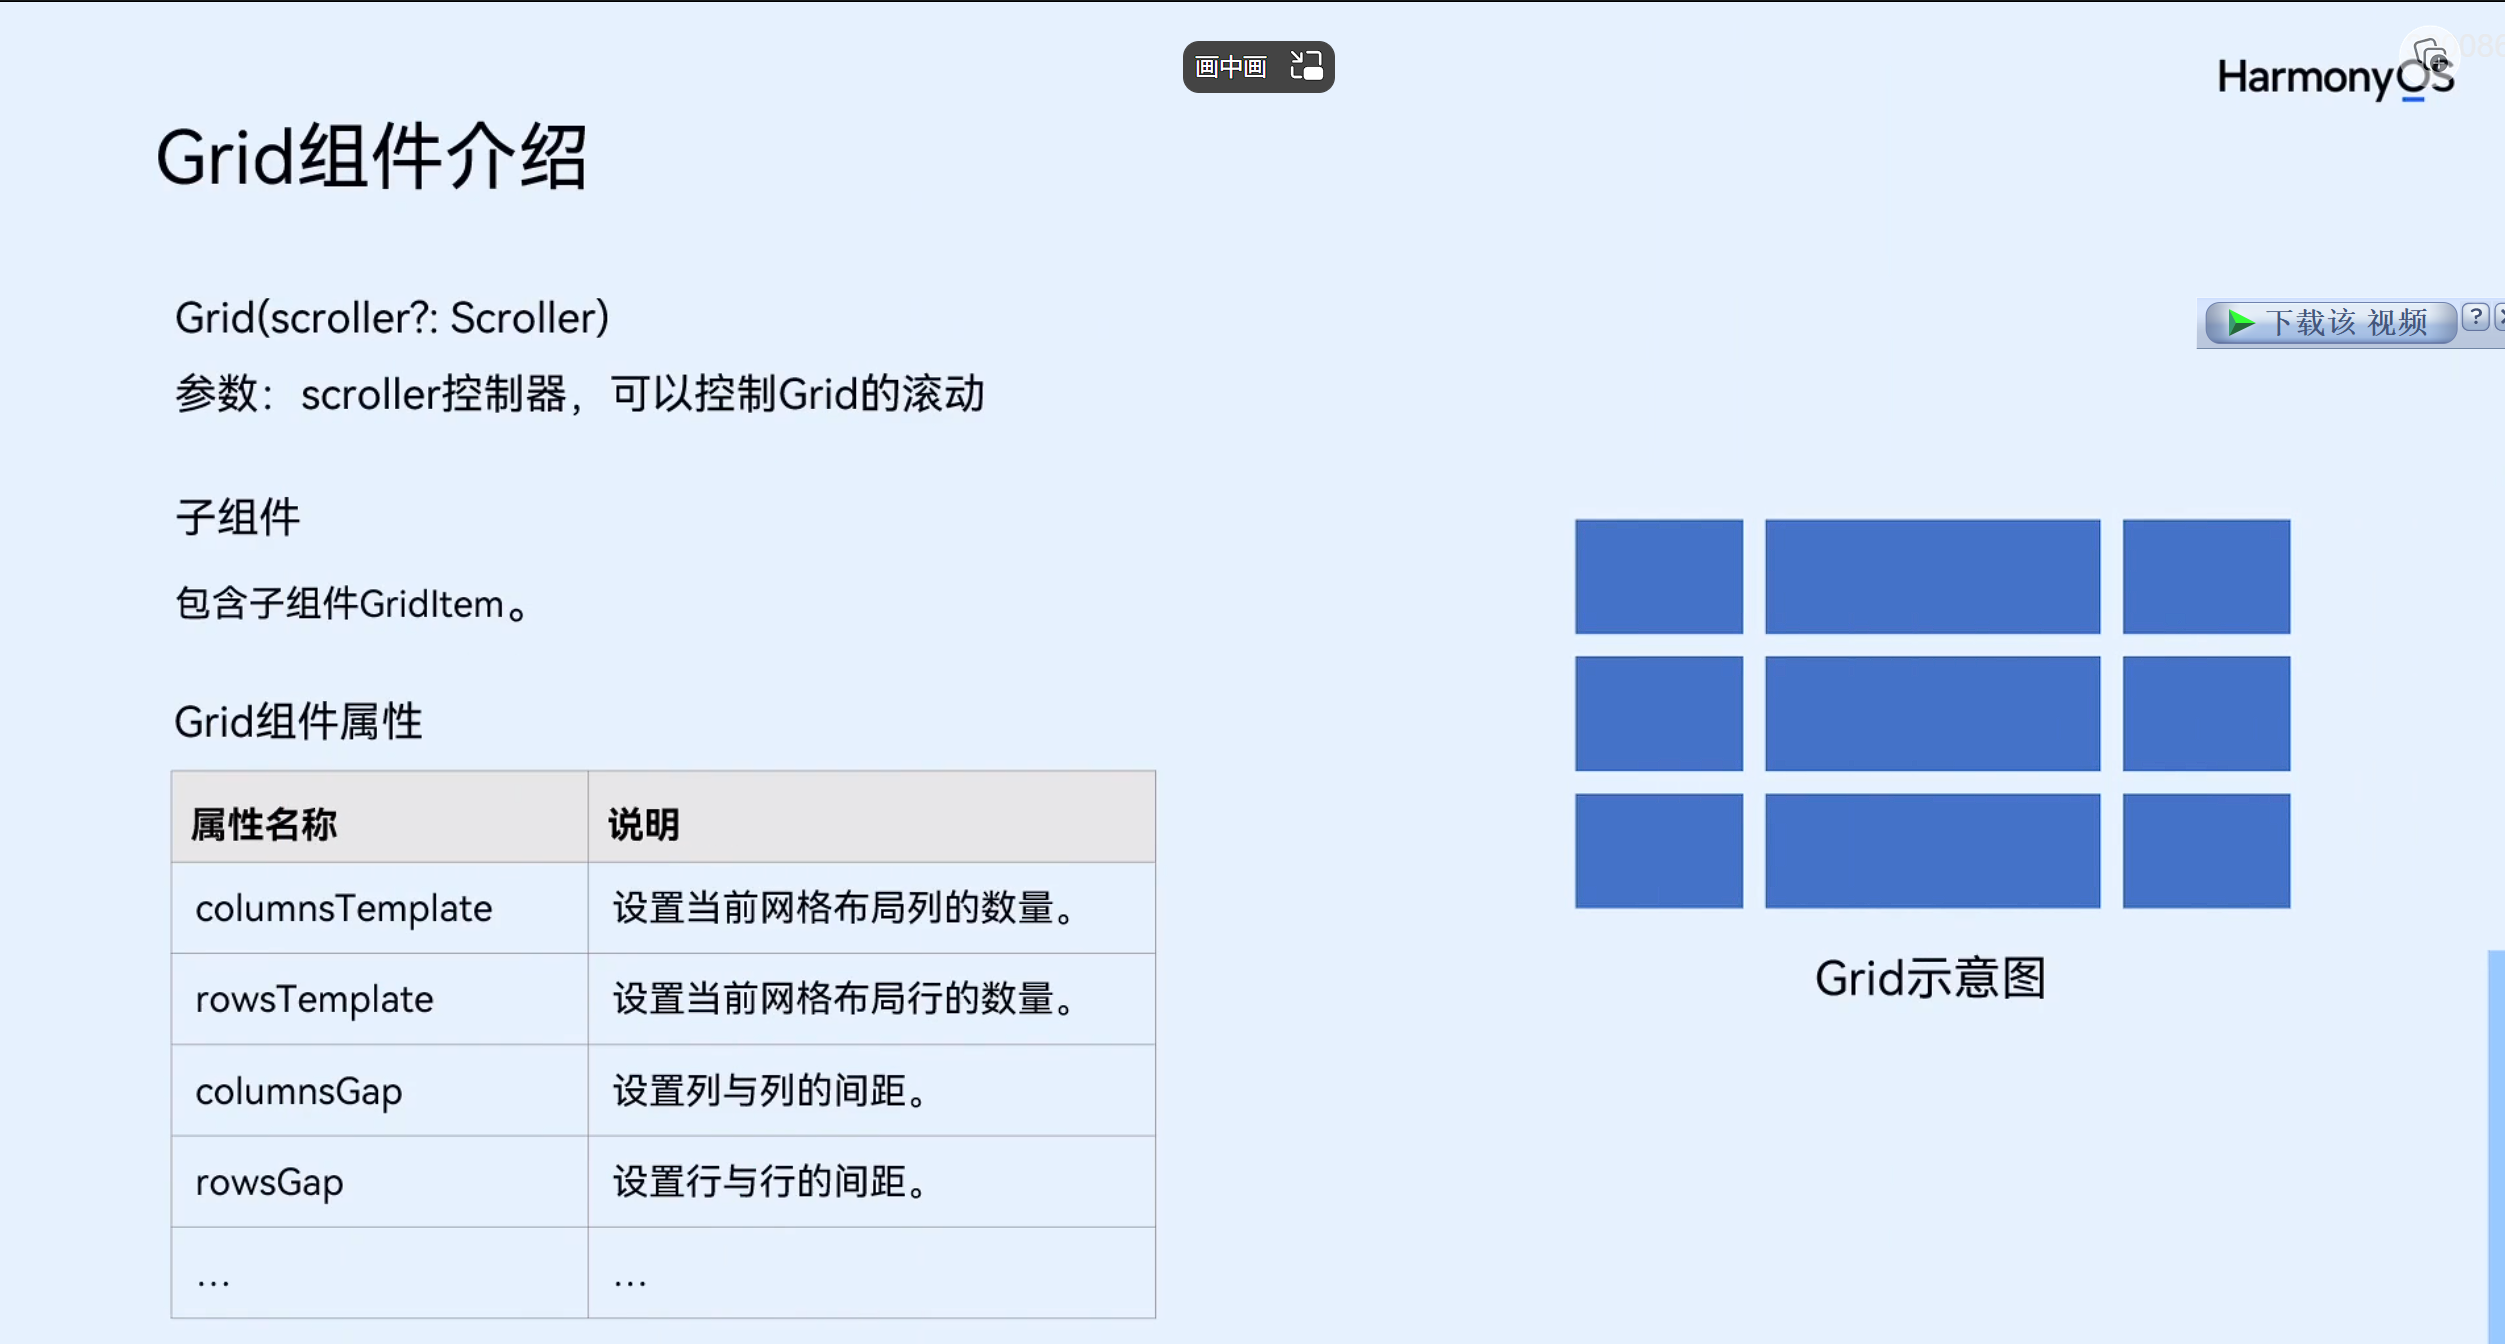 画中画
HarmonyOS
Grid组件介绍
Grid(scroller?: Scroller)
参数：scroller控制器，可以控制Grid的滚动
下载该 视频
?
子组件
包含子组件GridItem。
Grid组件属性
属性名称 说明
columnsTemplate 设置当前网格布局列的数量。
rowsTemplate 设置当前网格布局行的数量。
columnsGap 设置列与列的间距。
rowsGap 设置行与行的间距。
... ...
Grid示意图